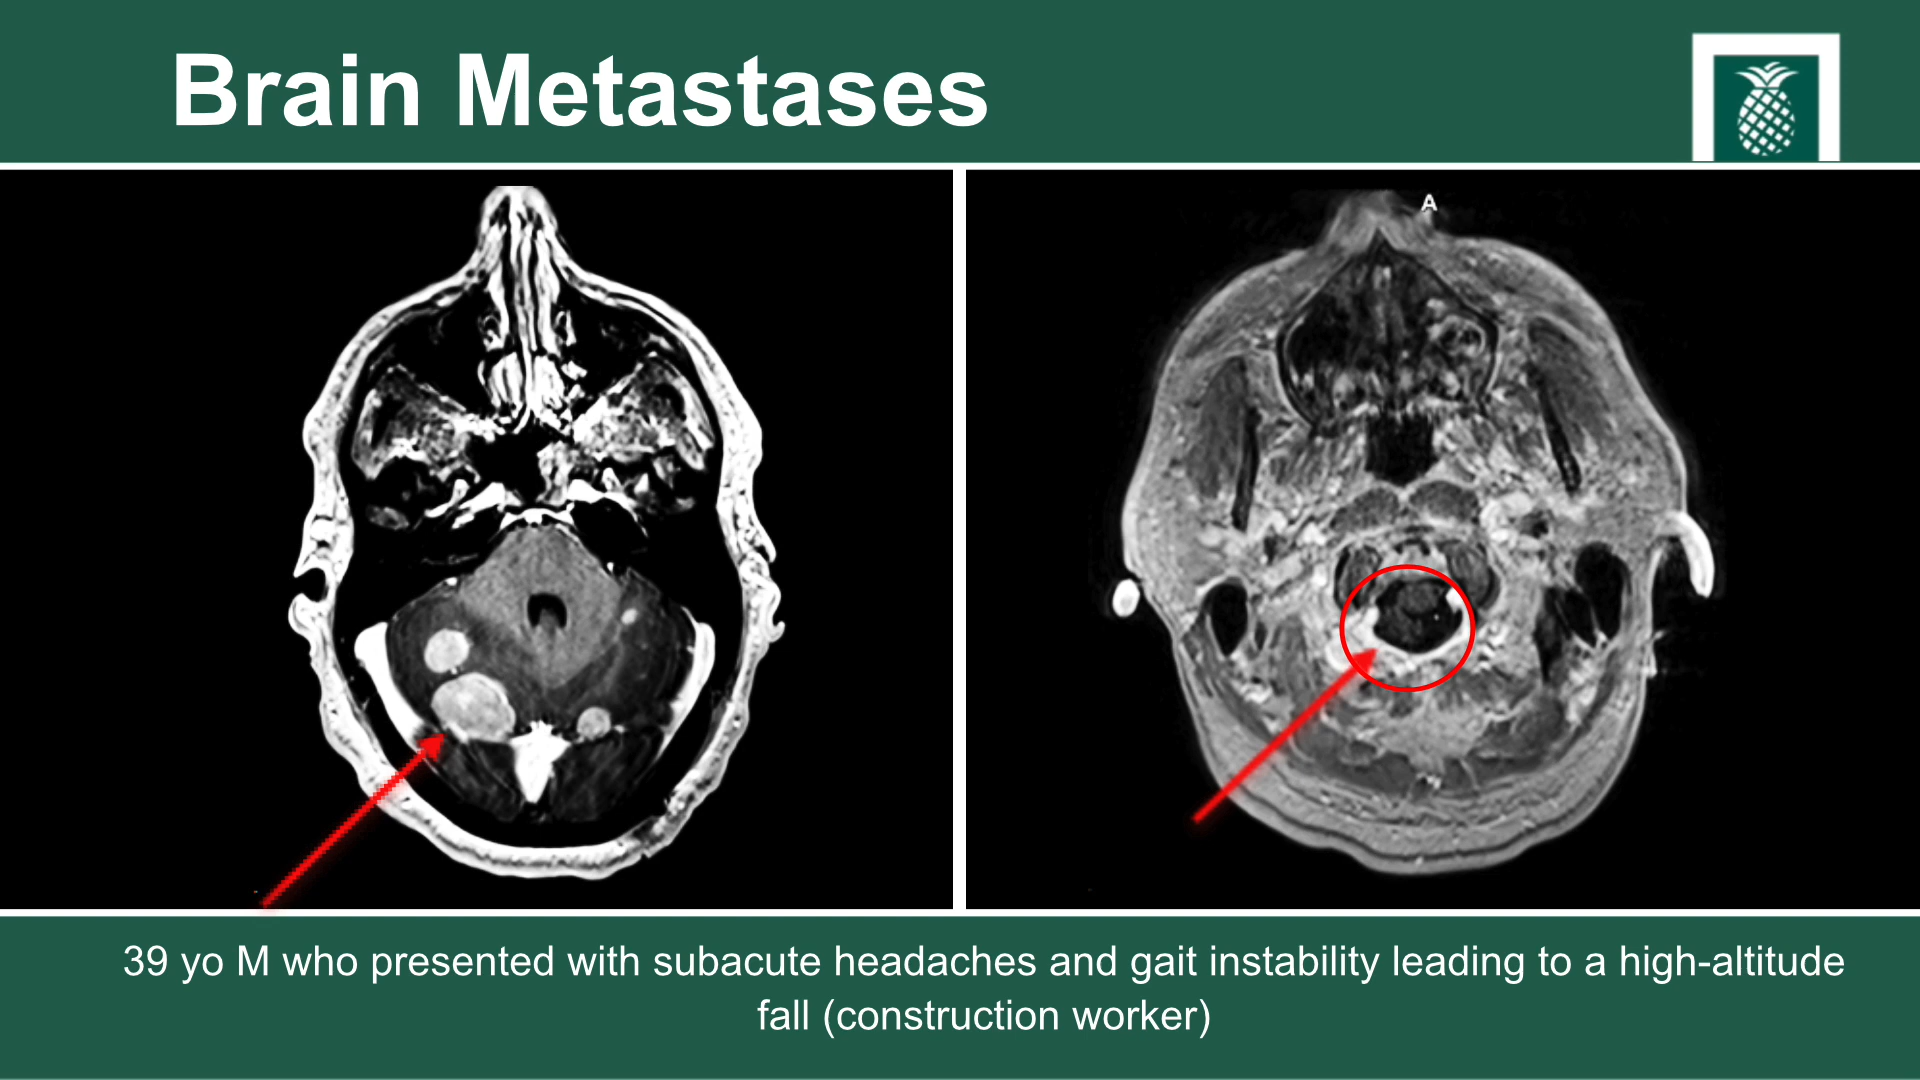 Brain Metastases
A
39 yo M who presented with subacute headaches and gait instability leading to a high-altitude
fall (construction worker)